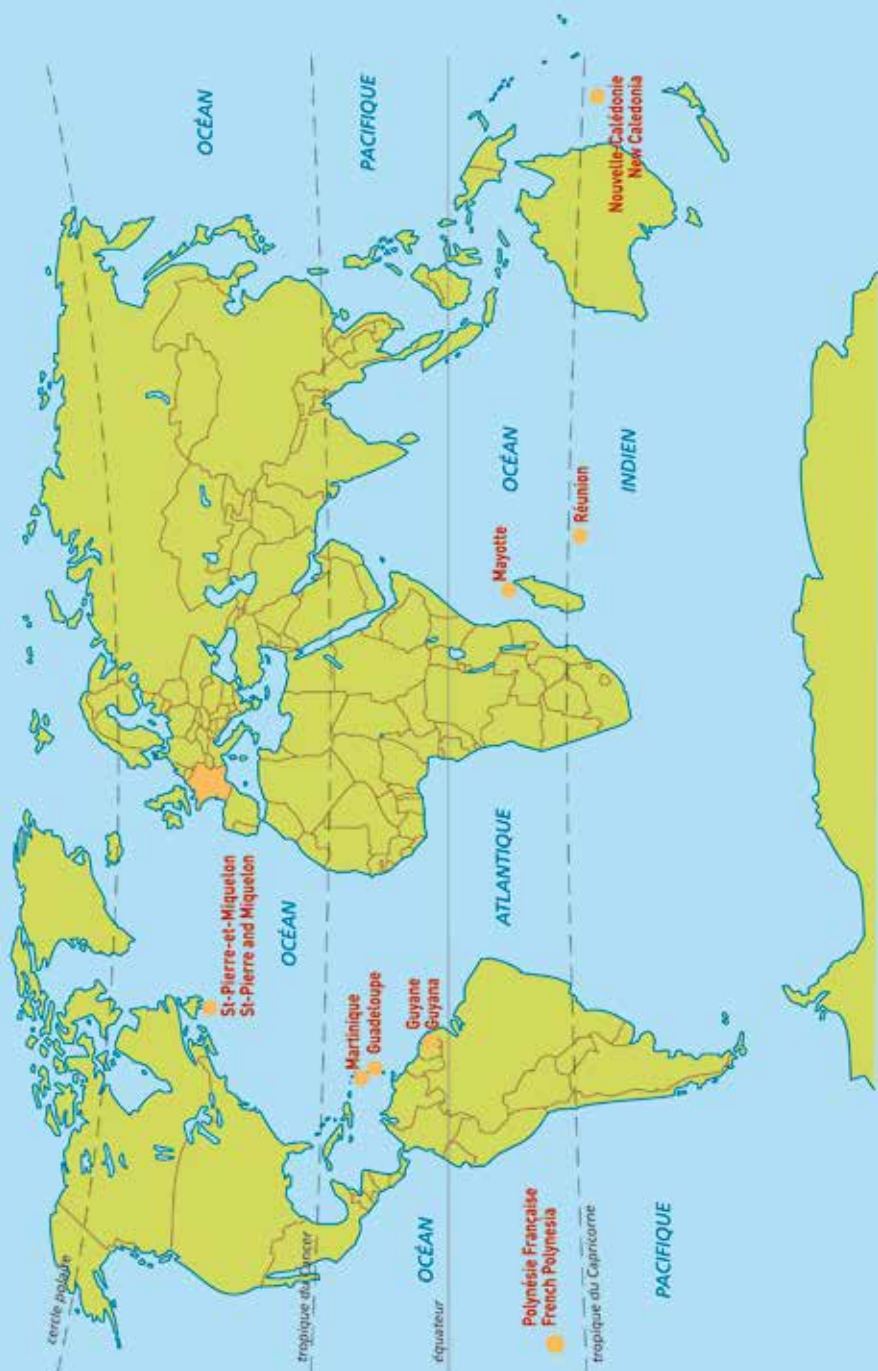 cercle polaire
OCÉAN
St-Pierre-et-Miquelon
St-Pierre and Miquelon
OCÉAN
tropique du Cancer
PACIFIQUE
Martinique
Guadeloupe
Guyane
Guyana
OCÉAN
équateur
ATLANTIQUE
Mayotte
OCÉAN
Polynésie Française
French Polynesia
Réunion
tropique du Capricorne
Nouvelle-Calédonie
New Caledonia
PACIFIQUE
INDIEN